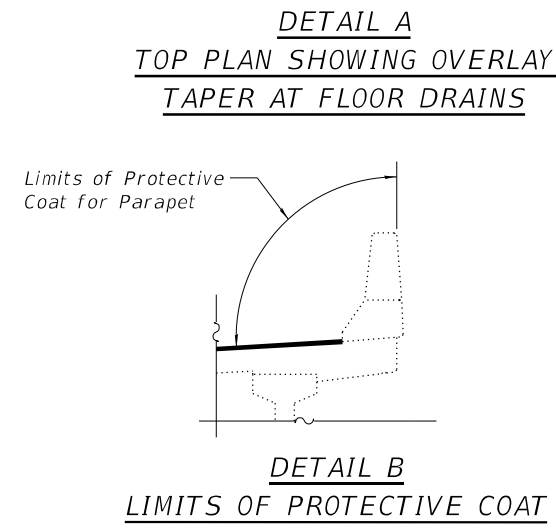 DETAIL A
TOP PLAN SHOWING OVERLAY
TAPER AT FLOOR DRAINS
Limits of Protective
Coat for Parapet
DETAIL B
LIMITS OF PROTECTIVE COAT